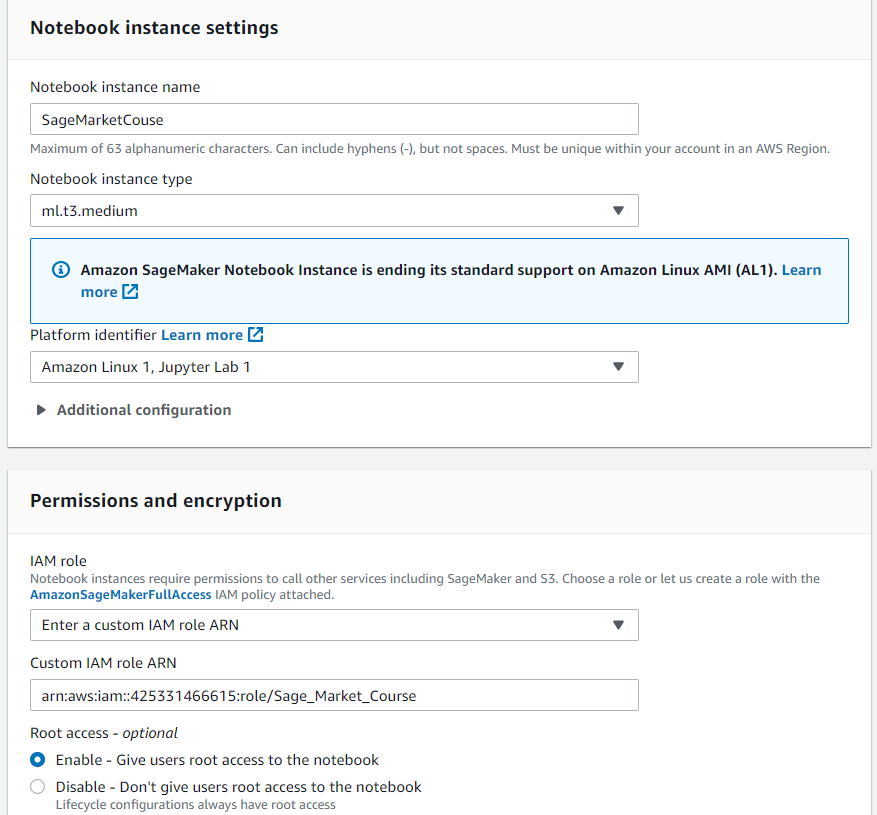 Notebook instance settings
Notebook instance name
SageMarketCouse
Maximum of 63 alphanumeric characters. Can include hyphens (-), but not spaces. Must be unique within your account in an AWS Region.
Notebook instance type
ml.t3.medium
Amazon SageMaker Notebook Instance is ending its standard support on Amazon Linux AMI (AL1). Learn
more
Platform identifier Learn more
Amazon Linux 1, Jupyter Lab 1
Additional configuration
Permissions and encryption
IAM role
Notebook instances require permissions to call other services including SageMaker and S3. Choose a role or let us create a role with the
AmazonSageMakerFullAccess IAM policy attached.
Enter a custom IAM role ARN
Custom IAM role ARN
arn:aws:iam::425331466615:role/Sage_Market_Course
Root access - optional
Enable - Give users root access to the notebook
Disable - Don't give users root access to the notebook
Lifecycle configurations always have root access